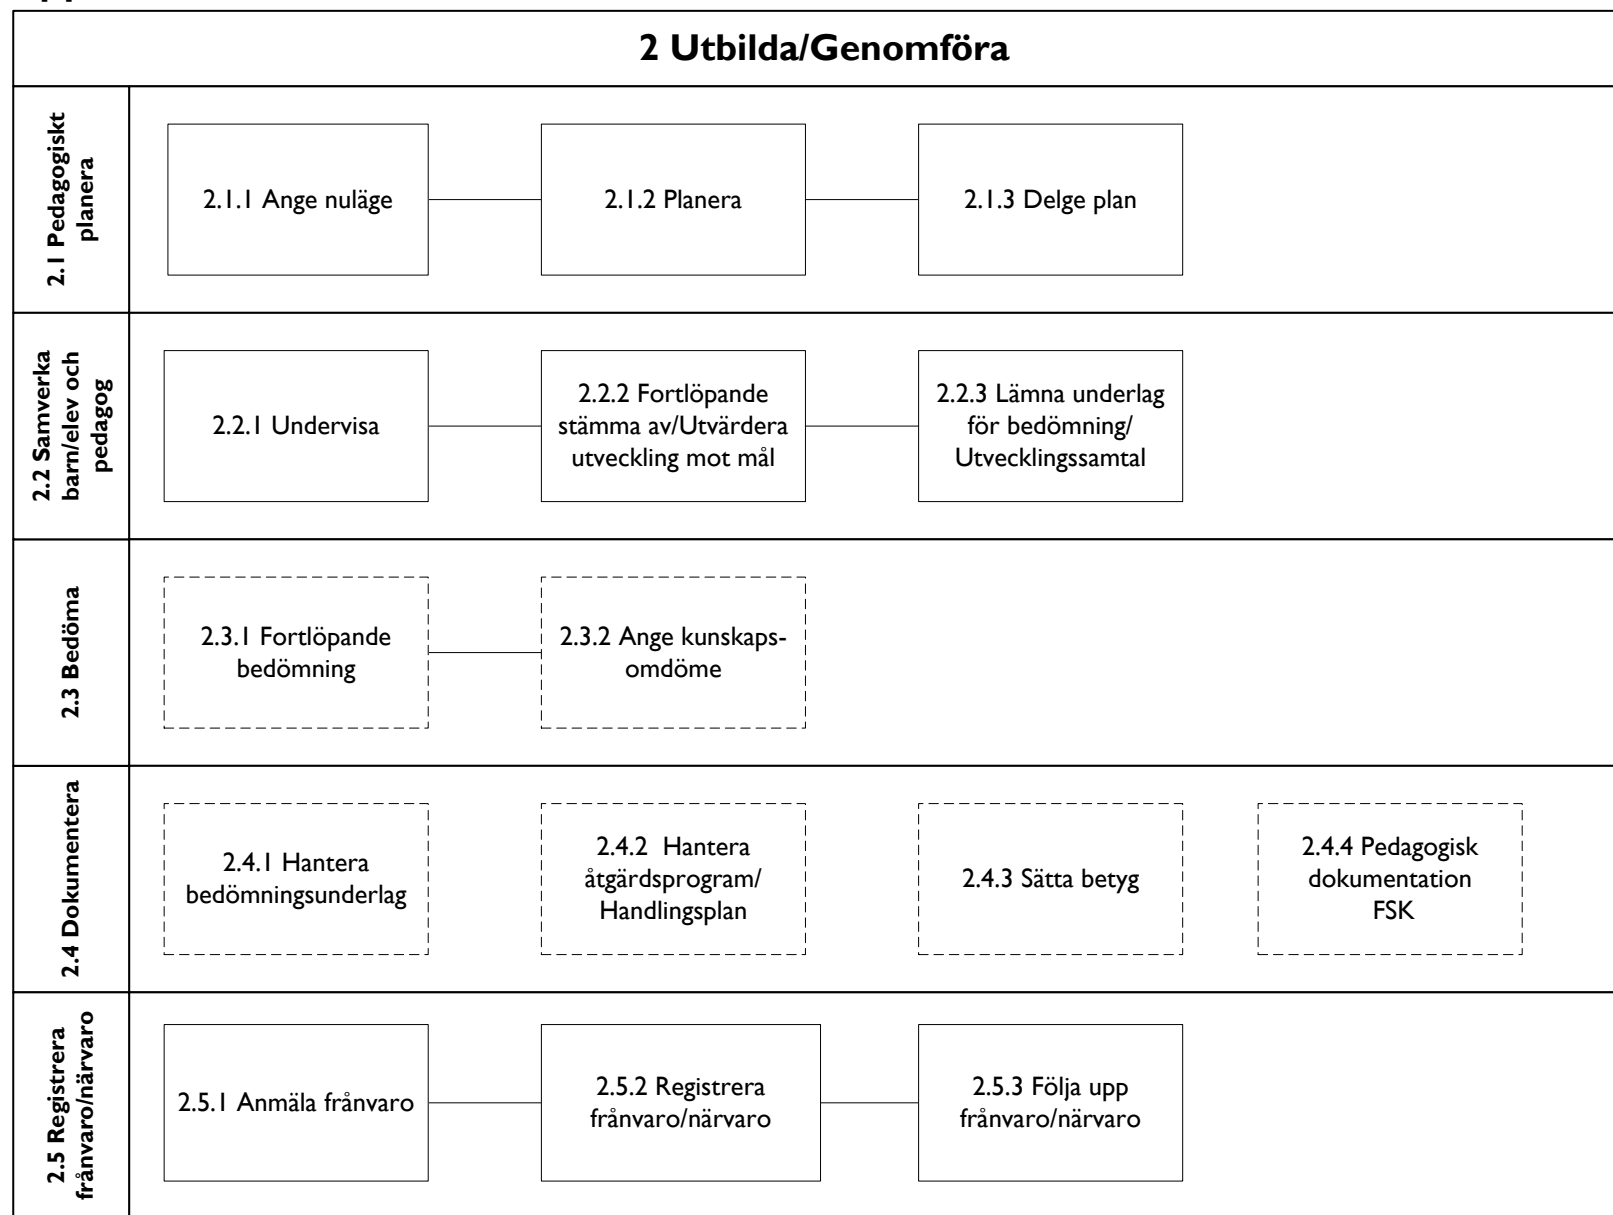 2 Utbilda/Genomföra
2.1 Pedagogiskt
planera
2.1.1 Ange nuläge
2.1.2 Planera
2.1.3 Delge plan
2.2 Samverka
barn/elev och
pedagog
2.2.1 Undervisa
2.2.2 Fortlöpande
stämma av/Utvärdera
utveckling mot mål
2.2.3 Lämna underlag
för bedömning/
Utvecklingssamtal
2.3 Bedöma
2.3.1 Fortlöpande
bedömning
2.3.2 Ange kunskaps-
omdöme
2.4 Dokumentera
2.4.1 Hantera
bedömningsunderlag
2.4.2  Hantera
åtgärdsprogram/
Handlingsplan
2.4.3 Sätta betyg
2.4.4 Pedagogisk
dokumentation
FSK
2.5 Registrera
frånvaro/närvaro
2.5.1 Anmäla frånvaro
2.5.2 Registrera
frånvaro/närvaro
2.5.3 Följa upp
frånvaro/närvaro